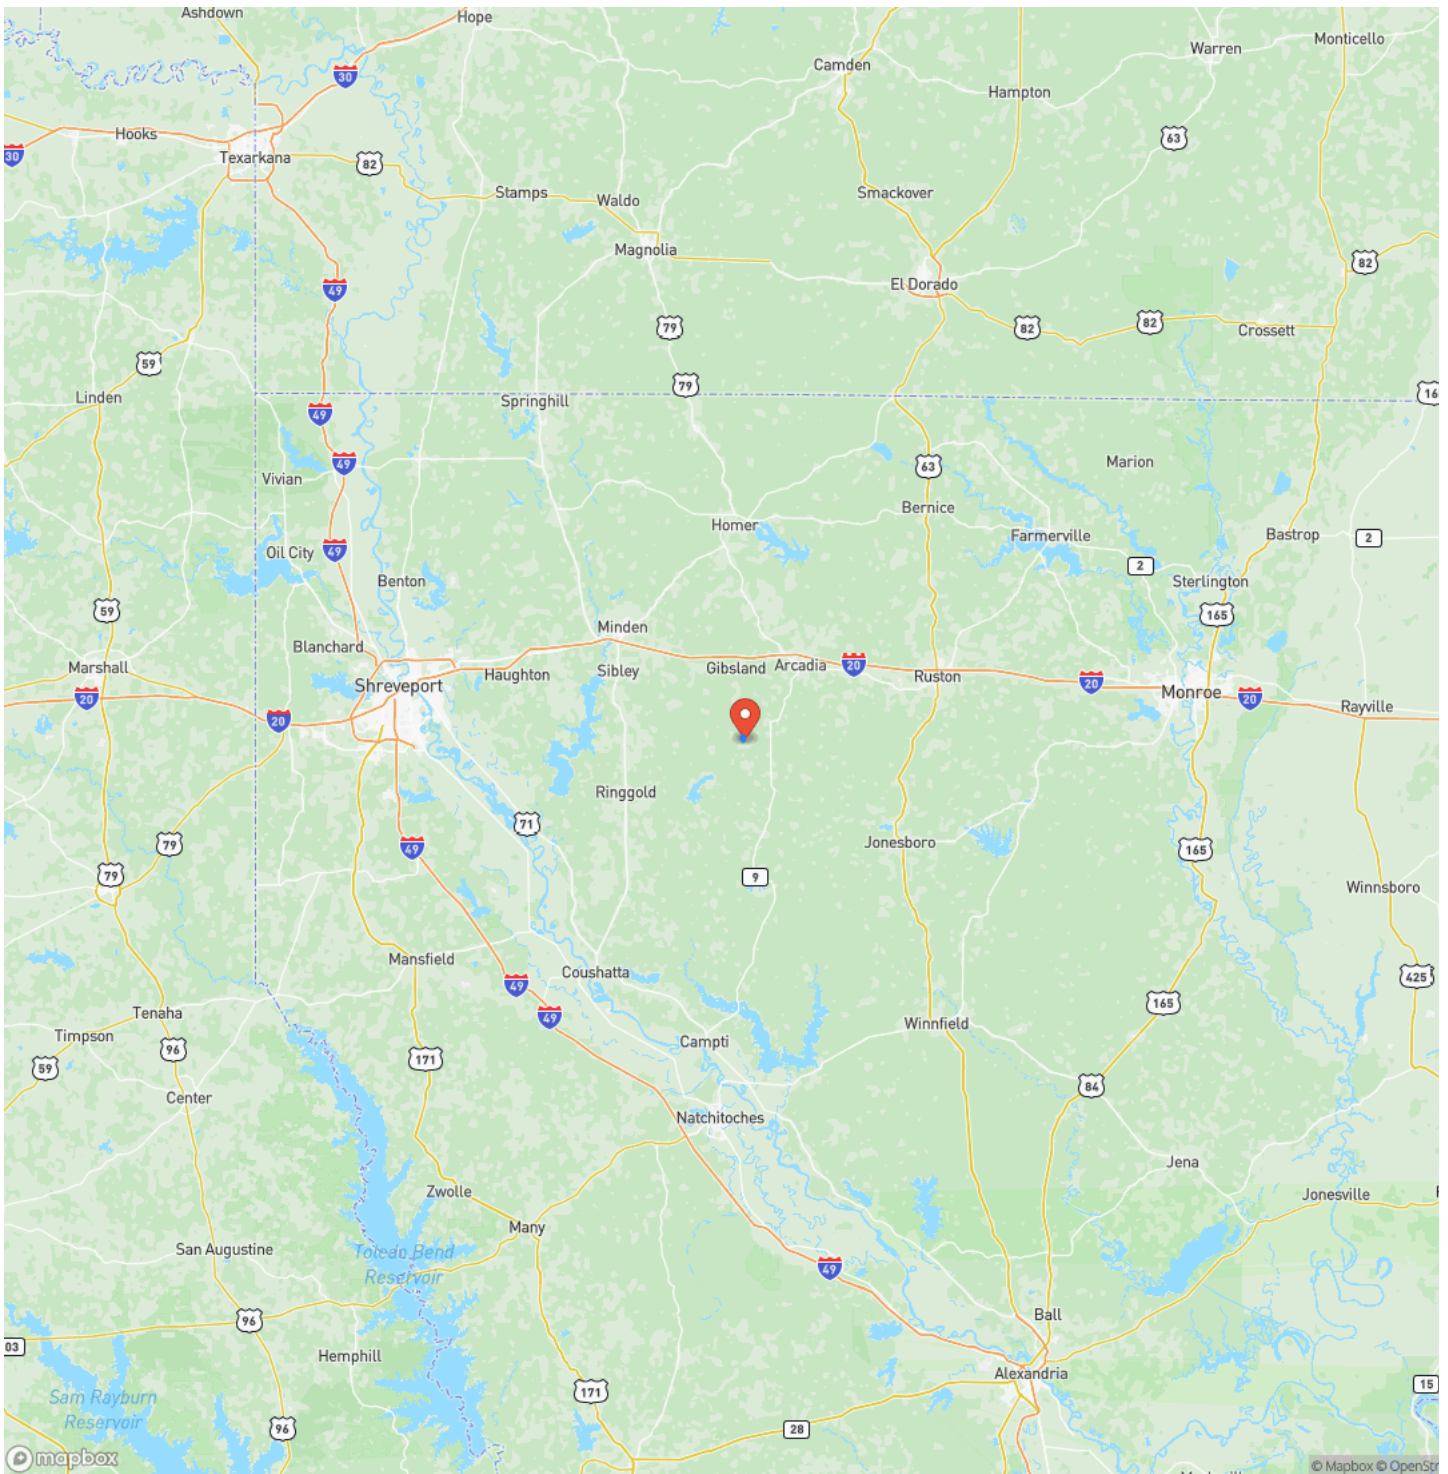 Ashdown
Hope
Warren
Monticello
Camden
30
Hampton
Hooks
63
30
Texarkana
82
Stamps
Waldo
Smackover
Magnolia
82
49
El Dorado
79
82
82
Crossett
59
79
Linden
Springhill
16
49
49
63
Marion
Vivian
Bernice
Homer
Farmerville
Bastrop
2
Oil City
49
2
Benton
Sterlington
59
165
Minden
Blanchard
Marshall
Haughton
Sibley
Gibsland
Arcadia
20
Ruston
20
Shreveport
Monroe
20
20
20
Rayville
Ringgold
71
79
49
Jonesboro
165
79
9
Winnsboro
Mansfield
Coushatta
425
49
165
Tenaha
49
Timpson
96
Winnfield
Campti
59
171
84
Center
Natchitoches
Jena
Zwolle
Jonesville
Many
San Augustine
Toledo Bend
Reservoir
49
96
Ball
03
Hemphill
Alexandria
Sam Rayburn
Reservoir
171
15
96
28
mapbox
© Mapbox © OpenStr